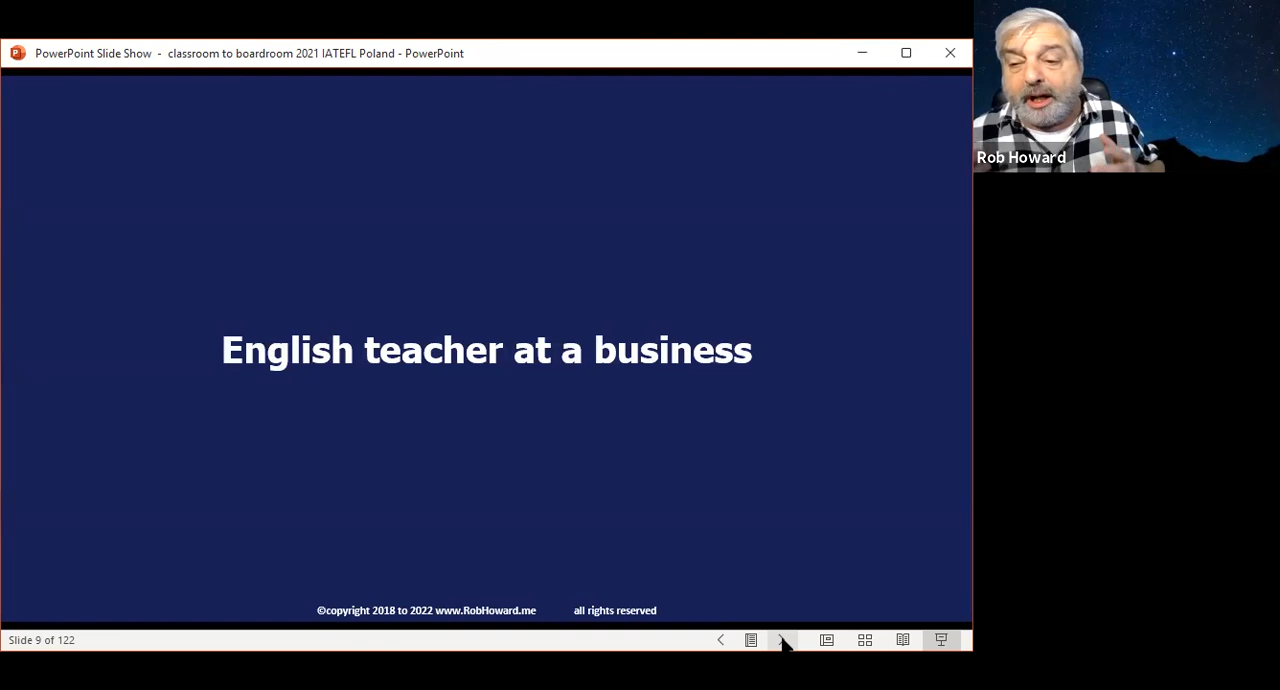 PowerPoint Slide Show - classroom to boardroom 2021 IATEFL Poland - PowerPoint
Rob Howard
English teacher at a business
©copyright 2018 to 2022 www.RobHoward.me all rights reserved
Slide 9 of 122